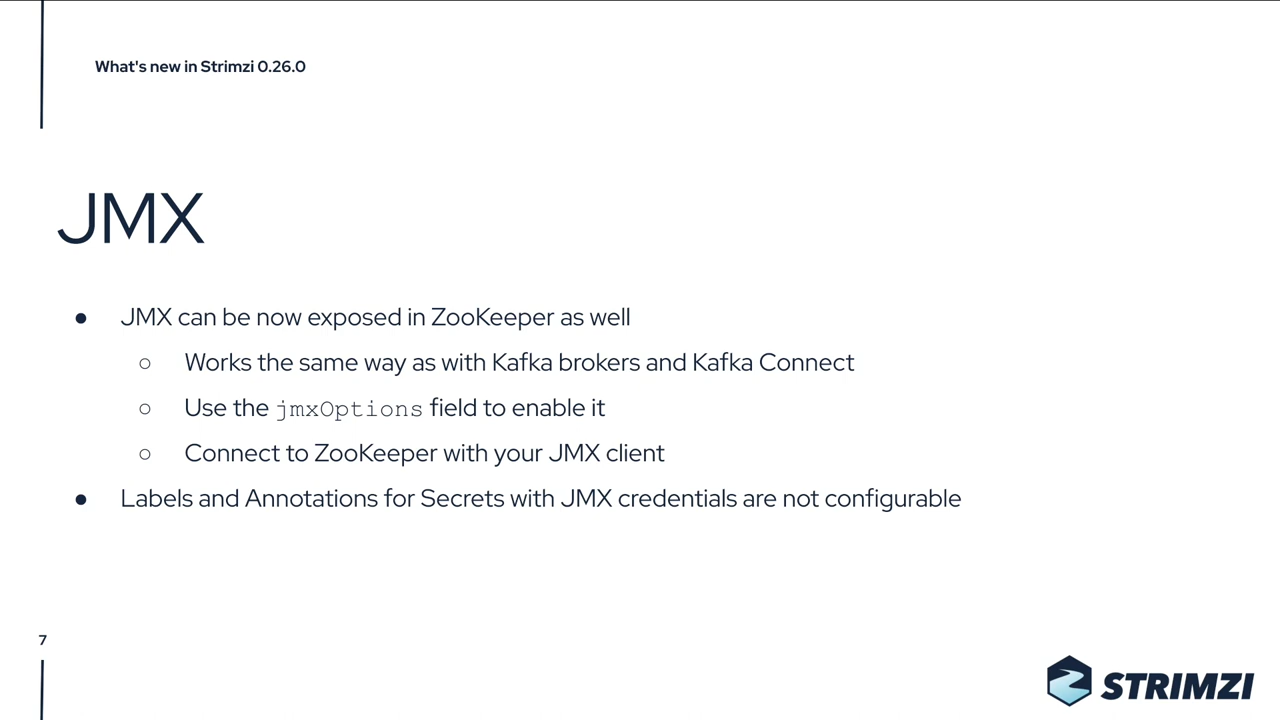 What's new in Strimzi 0.26.0
JMX
● JMX can be now exposed in ZooKeeper as well
○ Works the same way as with Kafka brokers and Kafka Connect
○ Use the jmxOptions field to enable it
○ Connect to ZooKeeper with your JMX client
● Labels and Annotations for Secrets with JMX credentials are not configurable
7
STRIMZI